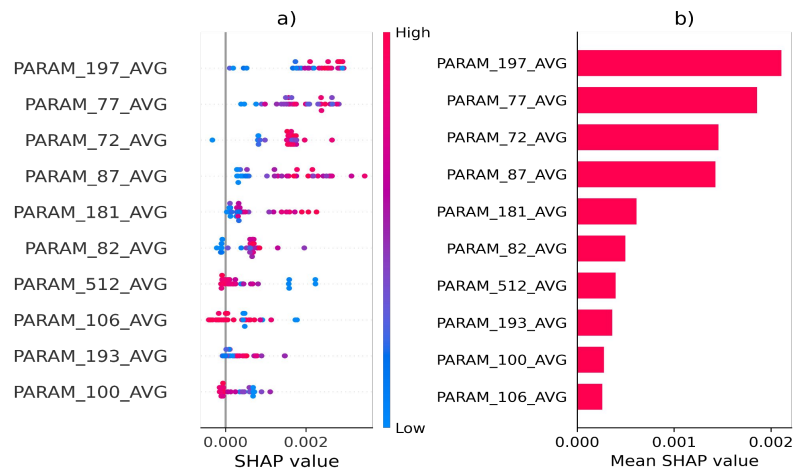 a)
High
PARAM_197_AVG
PARAM_77_AVG
PARAM_72_AVG
PARAM_87_AVG
PARAM_181_AVG
PARAM_82_AVG
PARAM_512_AVG
PARAM_106_AVG
PARAM_193_AVG
PARAM_100_AVG
Low
0.000
0.002
SHAP value
b)
PARAM_197_AVG
PARAM_77_AVG
PARAM_72_AVG
PARAM_87_AVG
PARAM_181_AVG
PARAM_82_AVG
PARAM_512_AVG
PARAM_193_AVG
PARAM_100_AVG
PARAM_106_AVG
0.000
0.001
0.002
Mean SHAP value